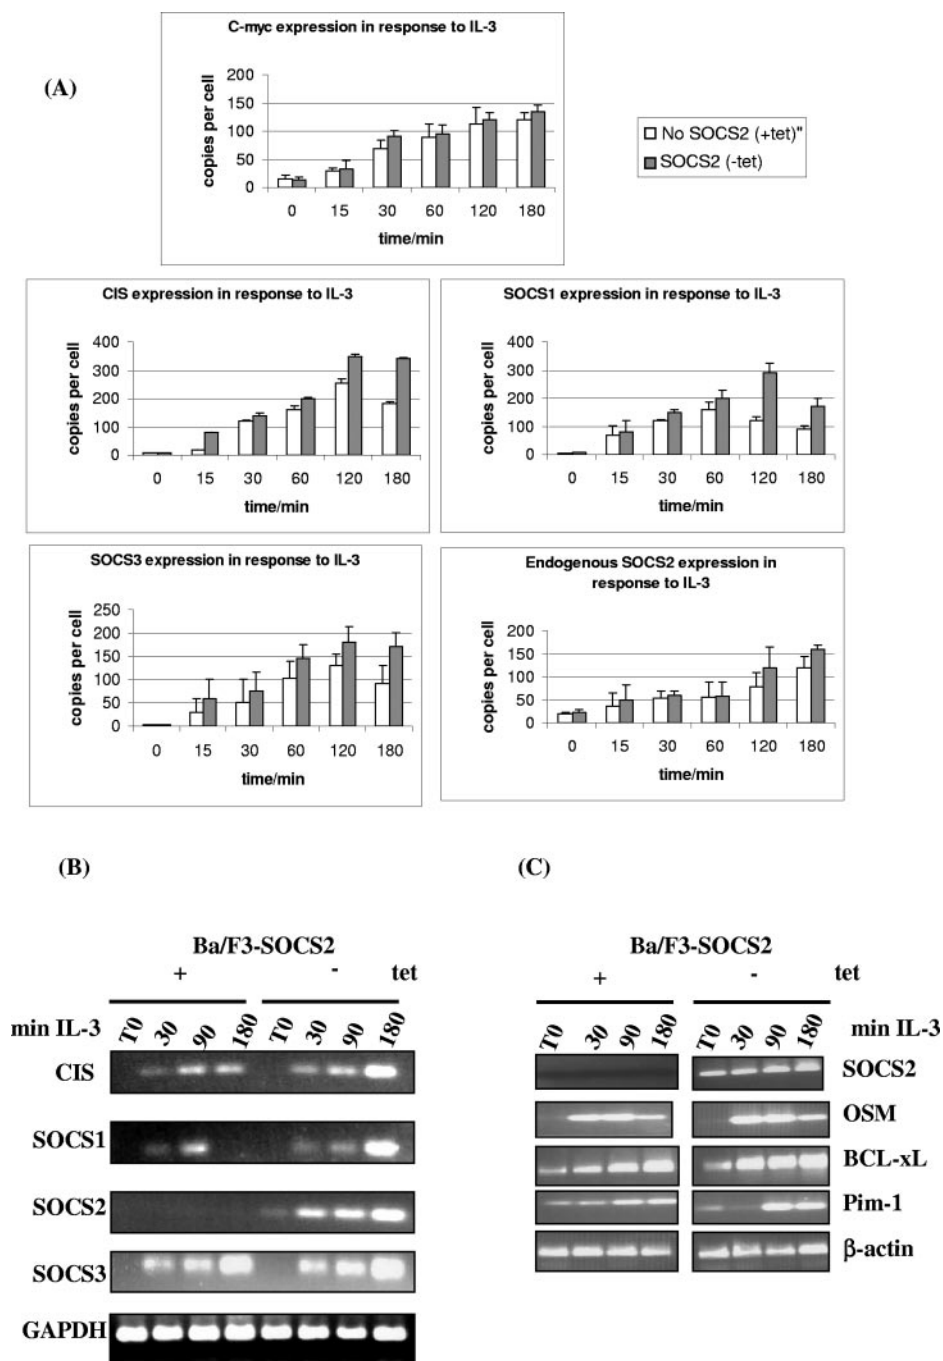 (A)
C-myc expression in response to IL-3
copies per cell
200
150
100
50
0
0 15 30 60 120 180
time/min
No SOCS2 (+tet)"
SOCS2 (-tet)
CIS expression in response to IL-3
copies per cell
400
300
200
100
0
0 15 30 60 120 180
time/min
SOCS1 expression in response to IL-3
copies per cell
400
300
200
100
0
0 15 30 60 120 180
time/min
SOCS3 expression in response to IL-3
copies per cell
250
200
150
100
50
0
0 15 30 60 120 180
time/min
Endogenous SOCS2 expression in
response to IL-3
copies per cell
200
150
100
50
0
0 15 30 60 120 180
time/min
(B)
Ba/F3-SOCS2
+ - tet
min IL-3 T0 30 90 180 T0 30 90 180
CIS
SOCS1
SOCS2
SOCS3
GAPDH
(C)
Ba/F3-SOCS2
+ - tet
T0 30 90 180 T0 30 90 180 min IL-3
SOCS2
OSM
BCL-xL
Pim-1
β-actin